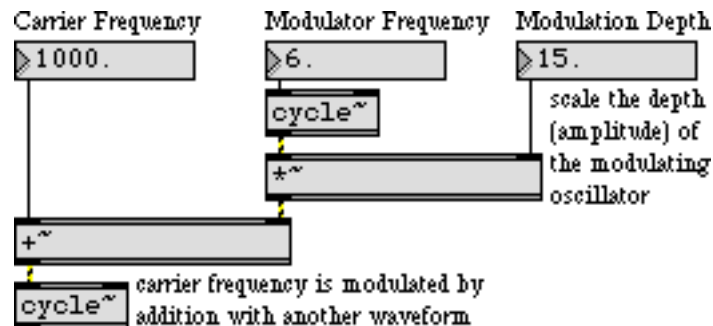 Carrier Frequency
Modulator Frequency
Modulation Depth
1000.
6.
15.
cycle~
scale the depth
(amplitude) of
the modulating
oscillator
*~
+~
cycle~
carrier frequency is modulated by
addition with another waveform